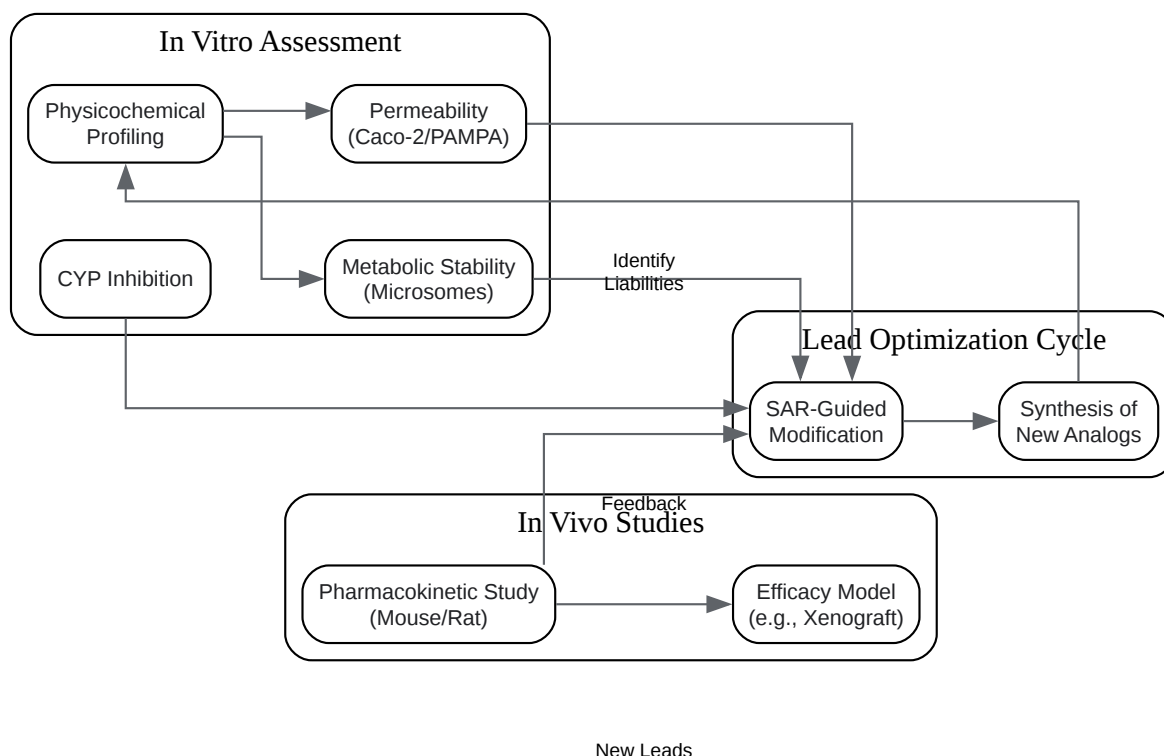 In Vitro Assessment
Physicochemical
Profiling
Permeability
(Caco-2/PAMPA)
CYP Inhibition
Metabolic Stability
(Microsomes)
Identify
Liabilities
Lead Optimization Cycle
SAR-Guided
Modification
Synthesis of
New Analogs
Feedback
In Vivo Studies
Pharmacokinetic Study
(Mouse/Rat)
Efficacy Model
(e.g., Xenograft)
New Leads